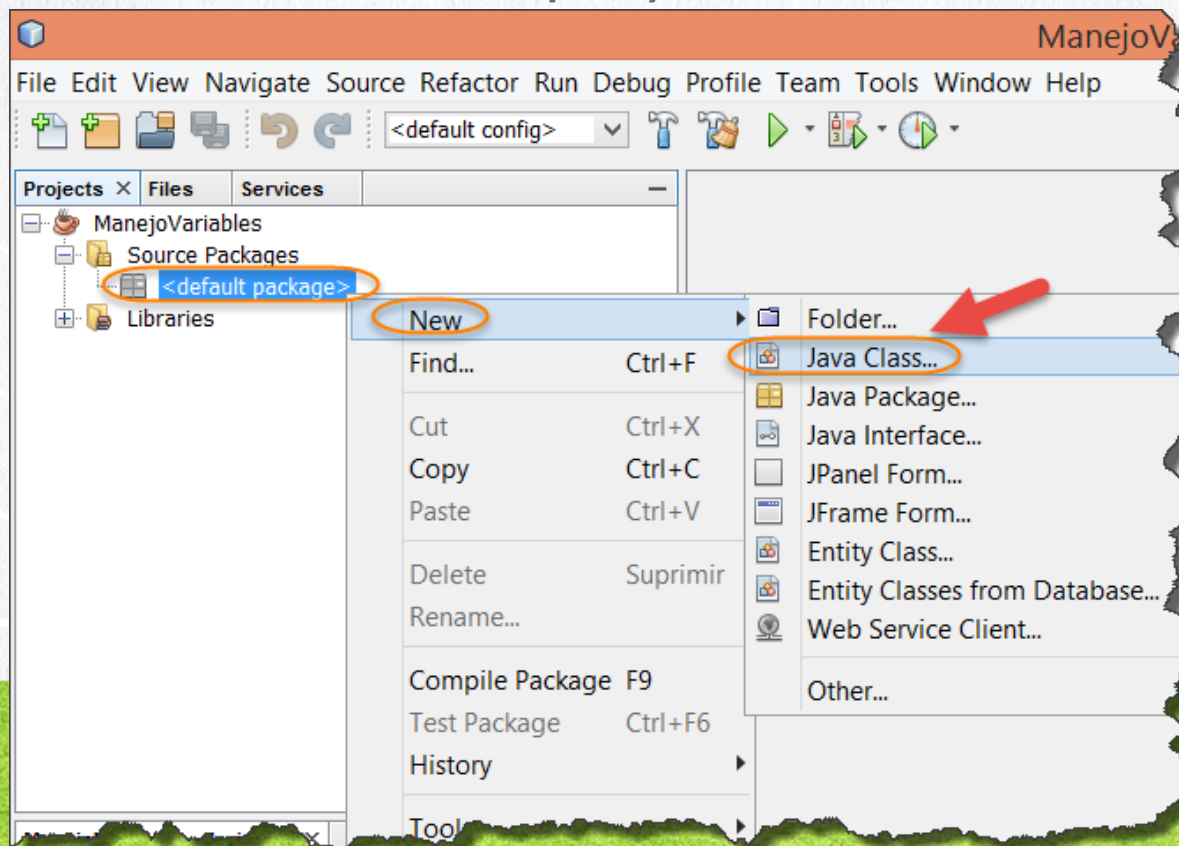 ManejoV
File Edit View Navigate Source Refactor Run Debug Profile Team Tools Window Help
<default config>
Projects Files Services
ManejoVariables
Source Packages
<default package>
Libraries
New
Find... Ctrl+F
Cut Ctrl+X
Copy Ctrl+C
Paste Ctrl+V
Delete Suprimir
Rename...
Compile Package F9
Test Package Ctrl+F6
History
Tool
Folder...
Java Class...
Java Package...
Java Interface...
JPanel Form...
JFrame Form...
Entity Class...
Entity Classes from Database...
Web Service Client...
Other...